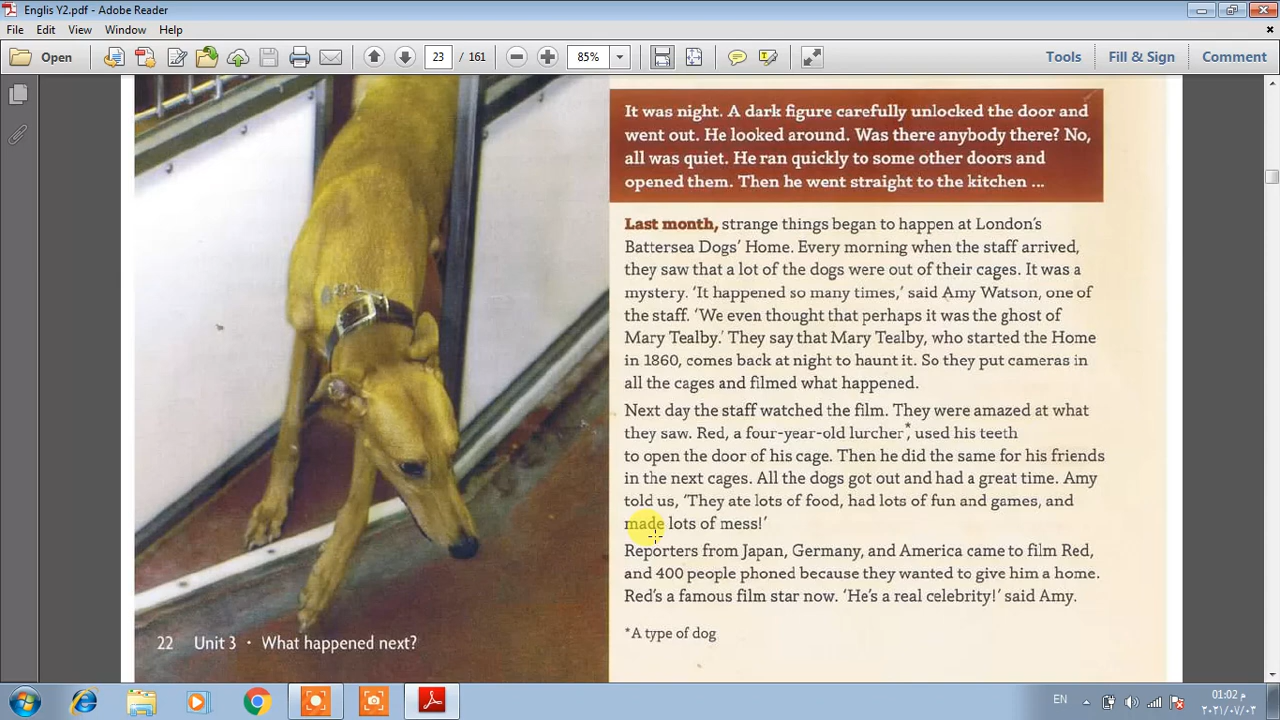 Englis Y2.pdf - Adobe Reader
File Edit View Window Help
Open 23 / 161 85% Tools Fill & Sign Comment
It was night. A dark figure carefully unlocked the door and
went out. He looked around. Was there anybody there? No,
all was quiet. He ran quickly to some other doors and
opened them. Then he went straight to the kitchen ...
Last month, strange things began to happen at London's
Battersea Dogs' Home. Every morning when the staff arrived,
they saw that a lot of the dogs were out of their cages. It was a
mystery. 'It happened so many times,' said Amy Watson, one of
the staff. 'We even thought that perhaps it was the ghost of
Mary Tealby.' They say that Mary Tealby, who started the Home
in 1860, comes back at night to haunt it. So they put cameras in
all the cages and filmed what happened.
Next day the staff watched the film. They were amazed at what
they saw. Red, a four-year-old lurcher*, used his teeth
to open the door of his cage. Then he did the same for his friends
in the next cages. All the dogs got out and had a great time. Amy
told us, 'They ate lots of food, had lots of fun and games, and
made lots of mess!'
Reporters from Japan, Germany, and America came to film Red,
and 400 people phoned because they wanted to give him a home.
Red's a famous film star now. 'He's a real celebrity!' said Amy.
*A type of dog
22 Unit 3 · What happened next?
EN
01:02 م
٢٠٢١/٠٧/٠٣